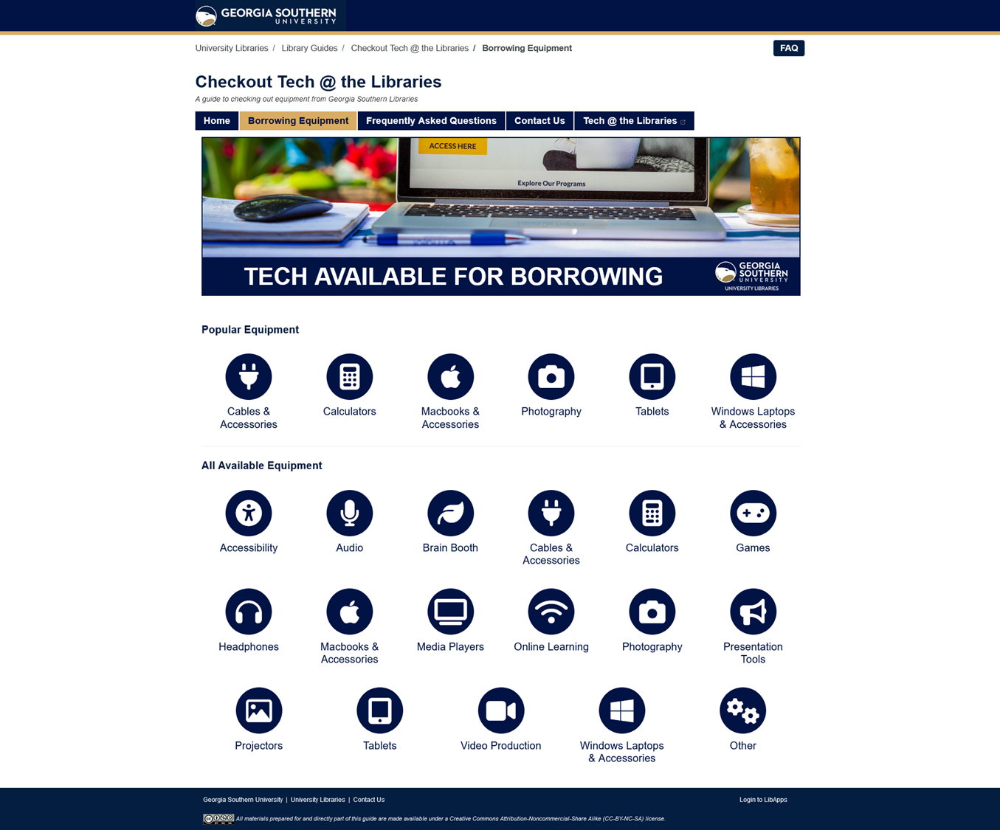 GEORGIA SOUTHERN
UNIVERSITY
University Libraries / Library Guides / Checkout Tech @ the Libraries / Borrowing Equipment
FAQ
Checkout Tech @ the Libraries
A guide to checking out equipment from Georgia Southern Libraries
Home Borrowing Equipment Frequently Asked Questions Contact Us Tech @ the Libraries
ACCESS HERE
Explore Our Programs
TECH AVAILABLE FOR BORROWING
GEORGIA
SOUTHERN
UNIVERSITY
UNIVERSITY LIBRARIES
Popular Equipment
Cables &
Accessories
Calculators
Macbooks &
Accessories
Photography
Tablets
Windows Laptops
& Accessories
All Available Equipment
Accessibility
Audio
Brain Booth
Cables &
Accessories
Calculators
Games
Headphones
Macbooks &
Accessories
Media Players
Online Learning
Photography
Presentation
Tools
Projectors
Tablets
Video Production
Windows Laptops
& Accessories
Other
Georgia Southern University | University Libraries | Contact Us
Login to LibApps
All materials prepared for and directly part of this guide are made available under a Creative Commons Attribution-Noncommercial-Share Alike (CC-BY-NC-SA) license.